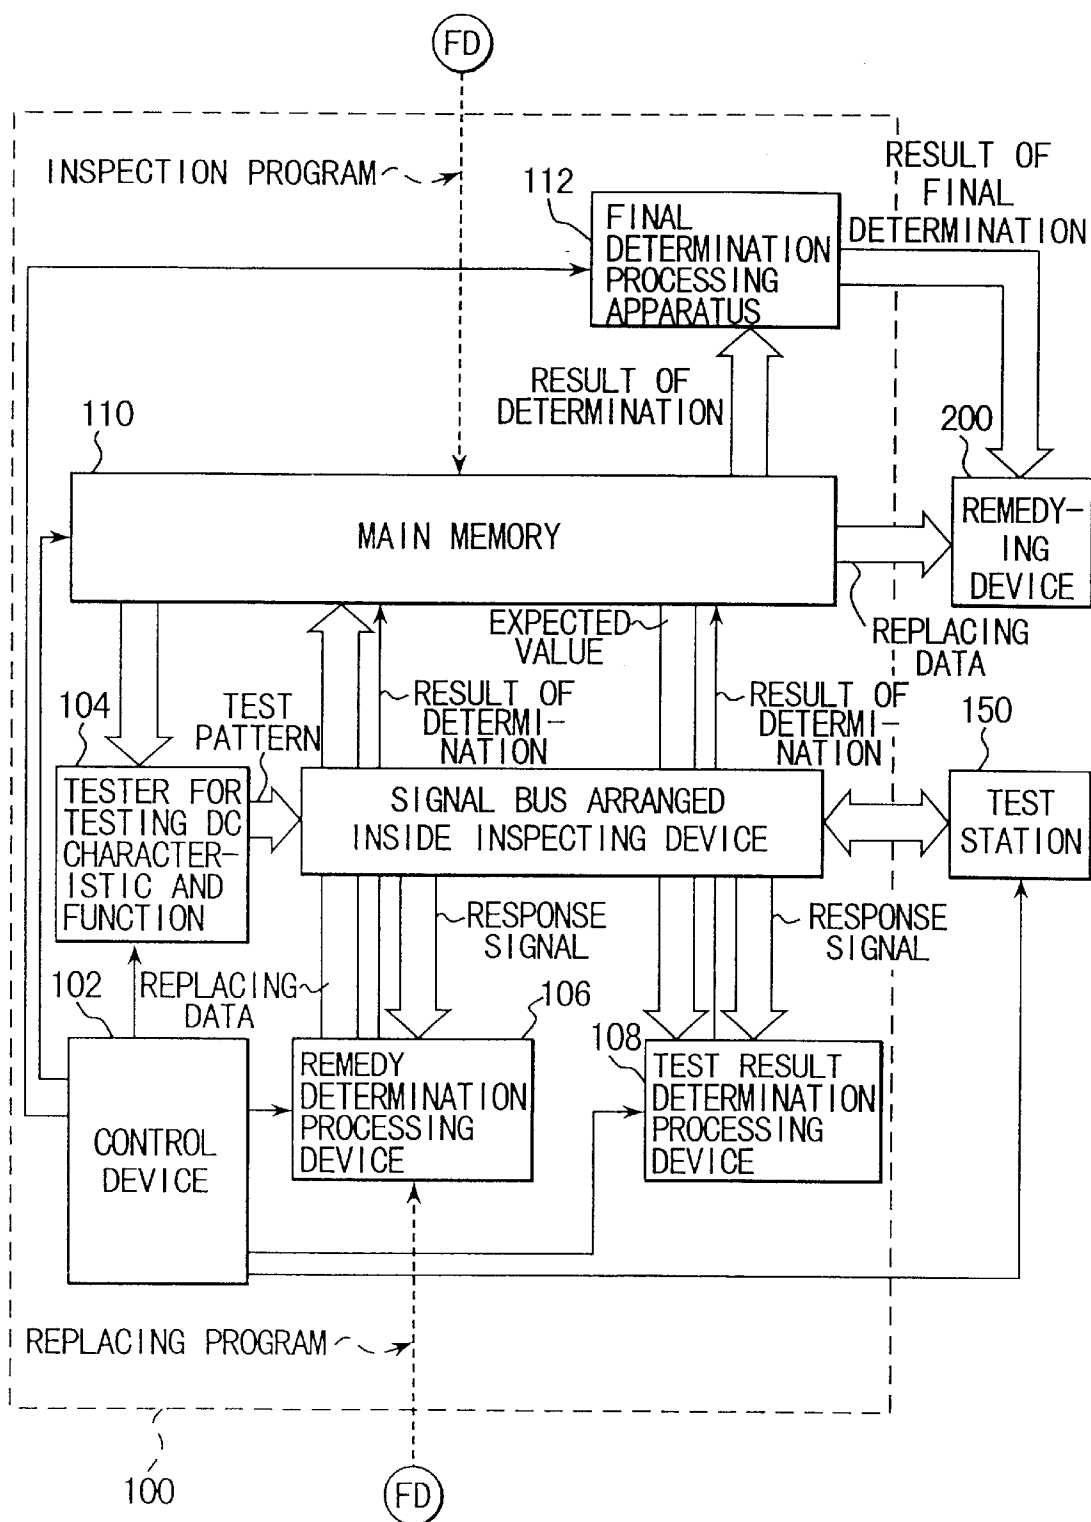 FD
INSPECTION PROGRAM
112
FINAL
DETERMINATION
PROCESSING
APPARATUS
RESULT OF
FINAL
DETERMINATION
RESULT OF
DETERMINATION
110
MAIN MEMORY
200
REMEDY-
ING
DEVICE
EXPECTED
VALUE
REPLACING
DATA
RESULT OF
DETERMI-
NATION
RESULT OF
DETERMI-
NATION
104
TEST
PATTERN
TESTER FOR
TESTING DC
CHARACTER-
ISTIC AND
FUNCTION
SIGNAL BUS ARRANGED
INSIDE INSPECTING DEVICE
150
TEST
STATION
RESPONSE
SIGNAL
RESPONSE
SIGNAL
102
REPLACING
DATA
CONTROL
DEVICE
106
REMEDY
DETERMINATION
PROCESSING
DEVICE
108
TEST RESULT
DETERMINATION
PROCESSING
DEVICE
REPLACING PROGRAM
100
FD